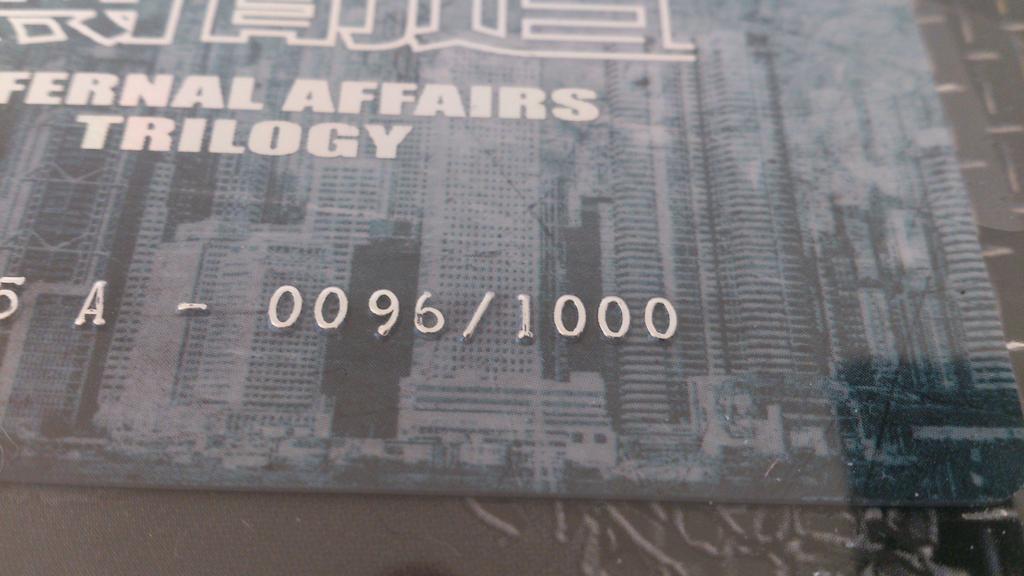 FERNAL AFFAIRS
TRILOGY
5 A - 0096/1000